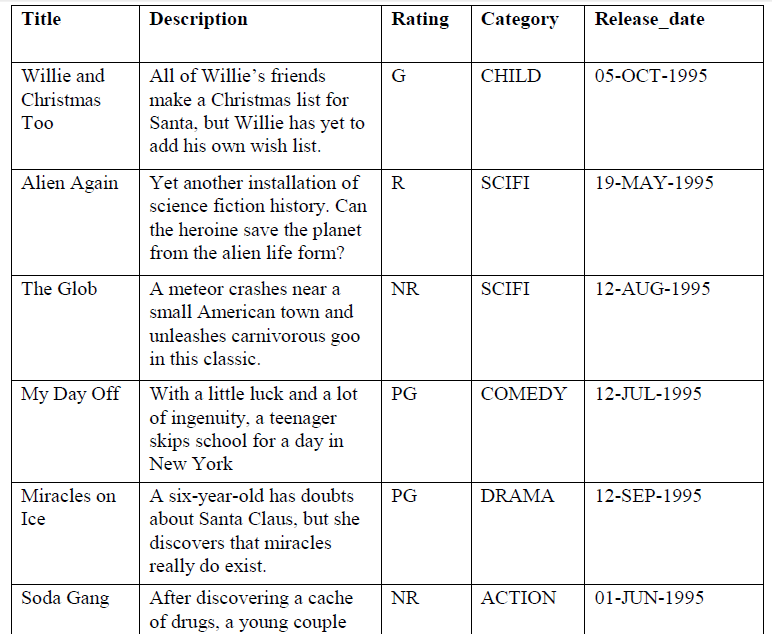 Title Description Rating Category Release_date
Willie and All of Willie’s friends G CHILD 05-OCT-1995
Christmas make a Christmas list for
Too Santa, but Willie has yet to
add his own wish list.
Alien Again Yet another installation of R SCIFI 19-MAY-1995
science fiction history. Can
the heroine save the planet
from the alien life form?
The Glob A meteor crashes near a NR SCIFI 12-AUG-1995
small American town and
unleashes carnivorous goo
in this classic.
My Day Off With a little luck and a lot PG COMEDY 12-JUL-1995
of ingenuity, a teenager
skips school for a day in
New York
Miracles on A six-year-old has doubts PG DRAMA 12-SEP-1995
Ice about Santa Claus, but she
discovers that miracles
really do exist.
Soda Gang After discovering a cache NR ACTION 01-JUN-1995
of drugs, a young couple